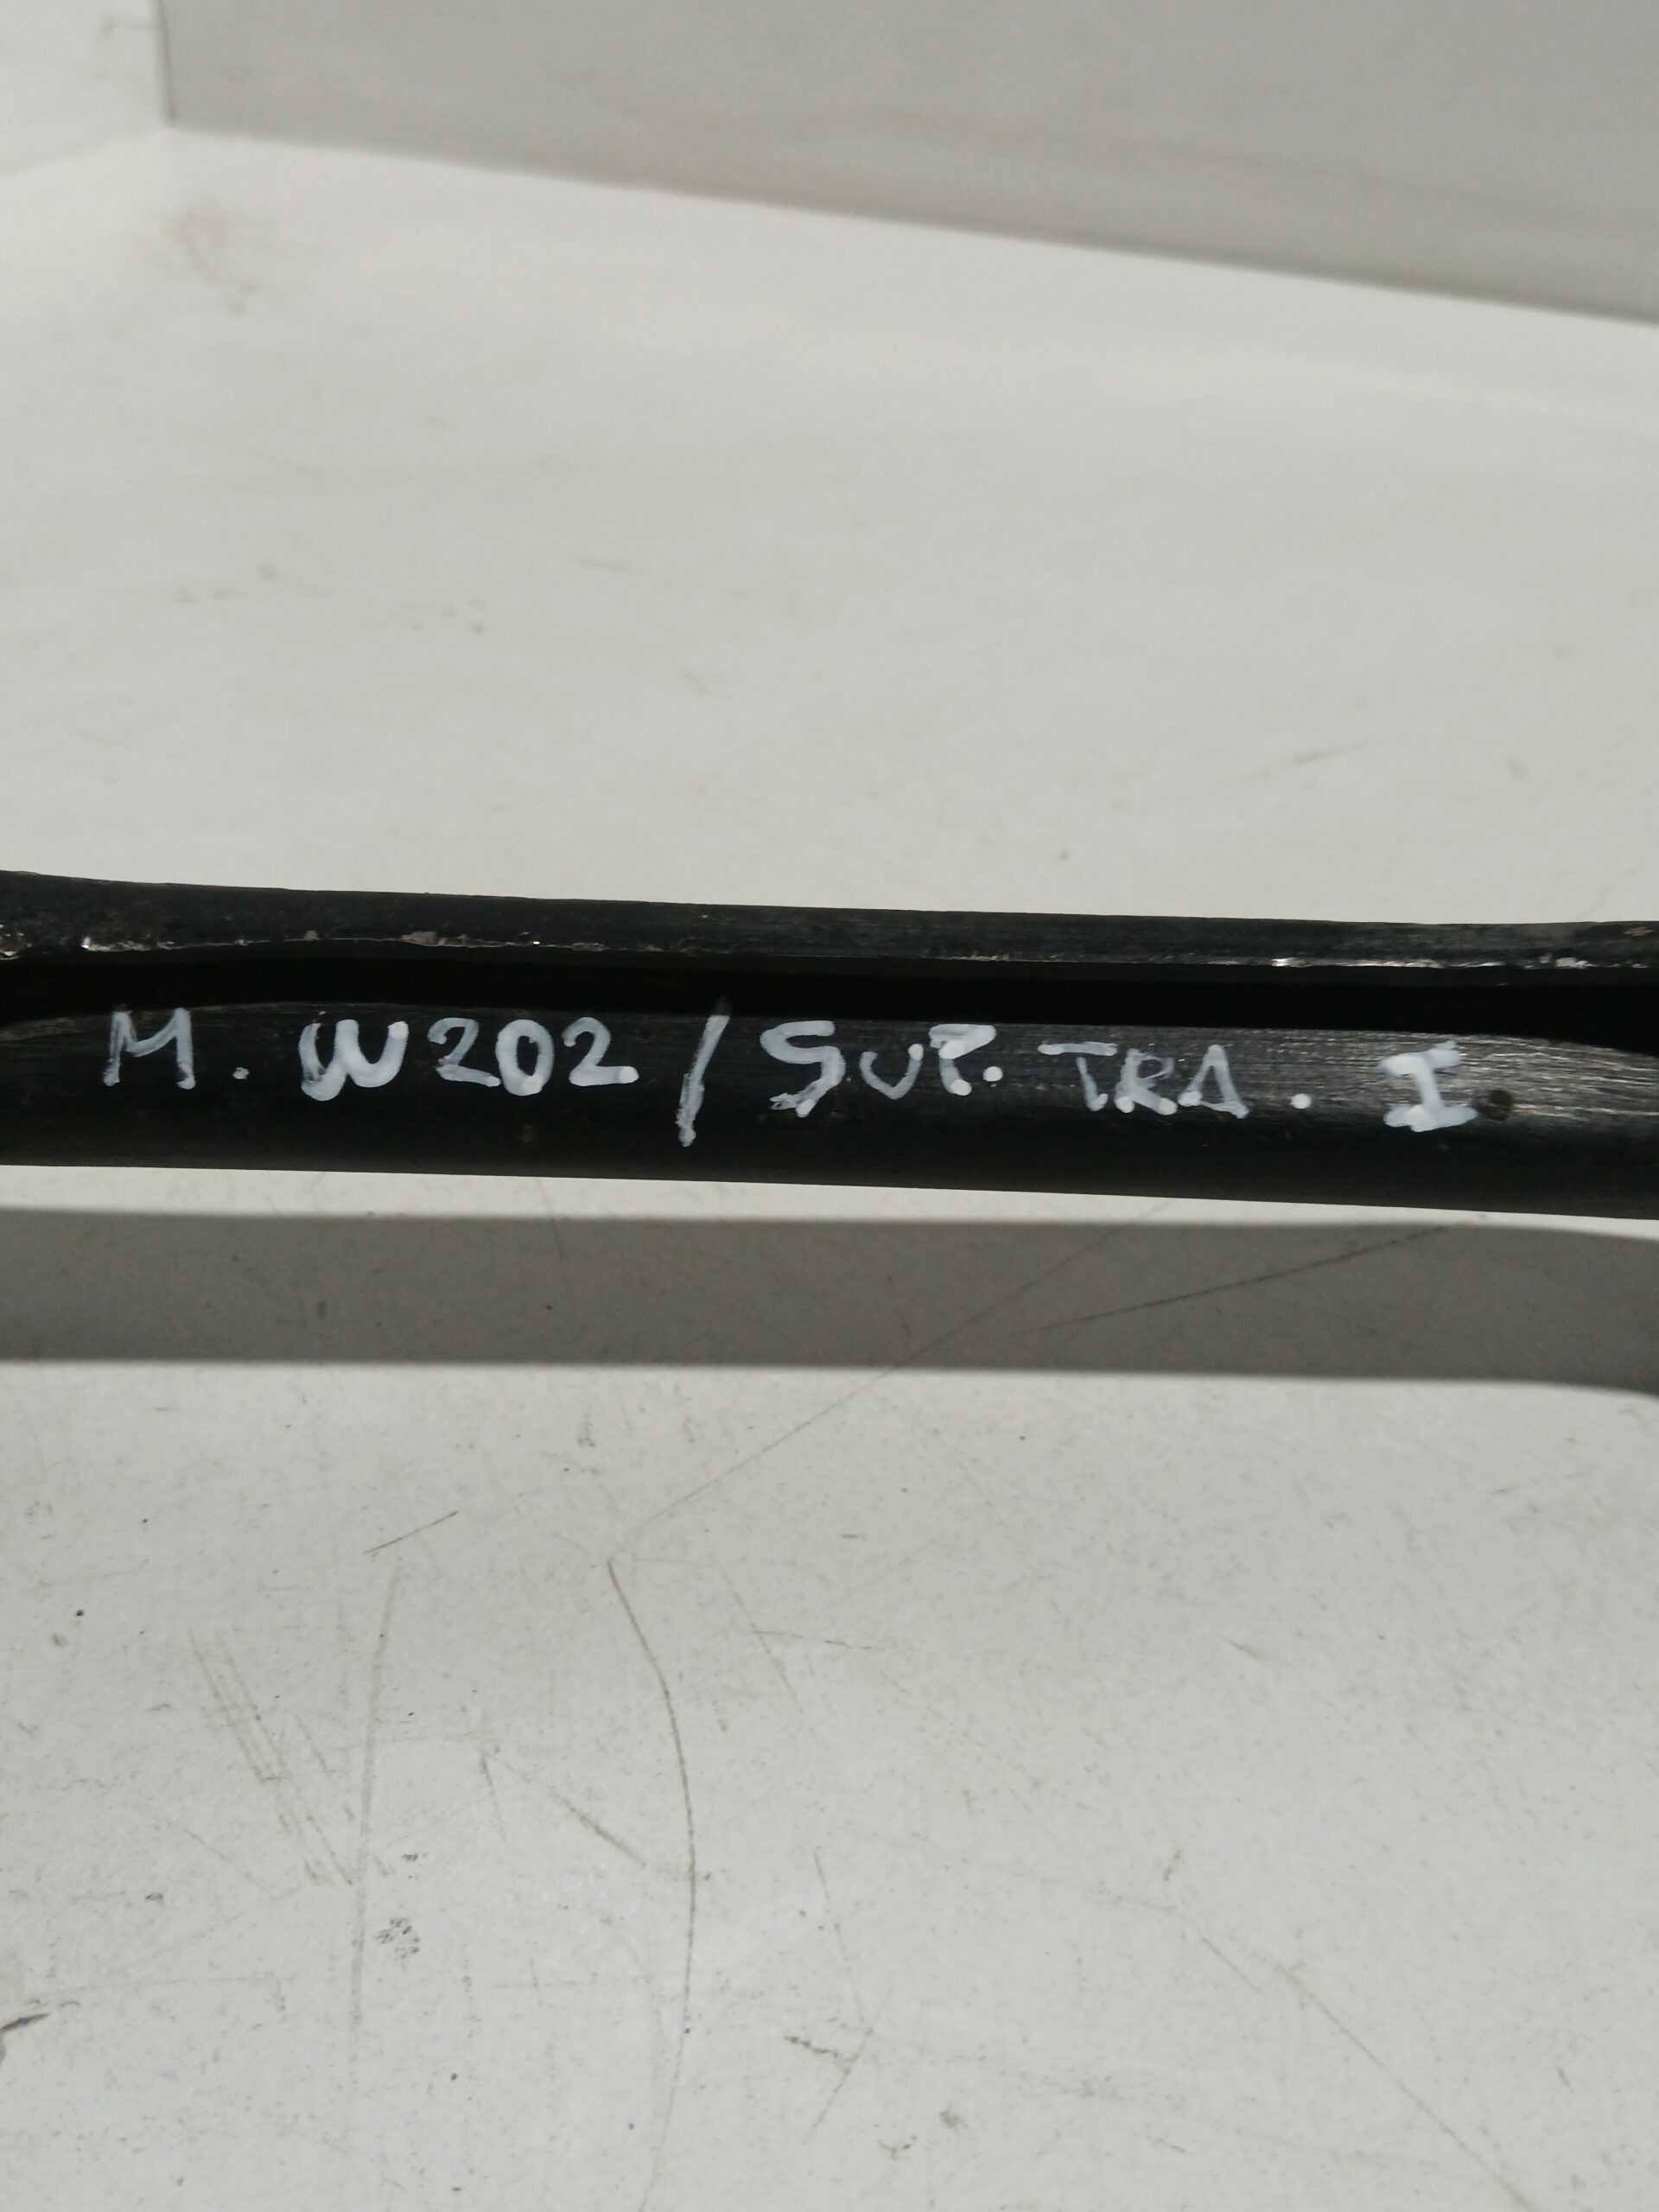 M. W202 / SUP. TRA. I